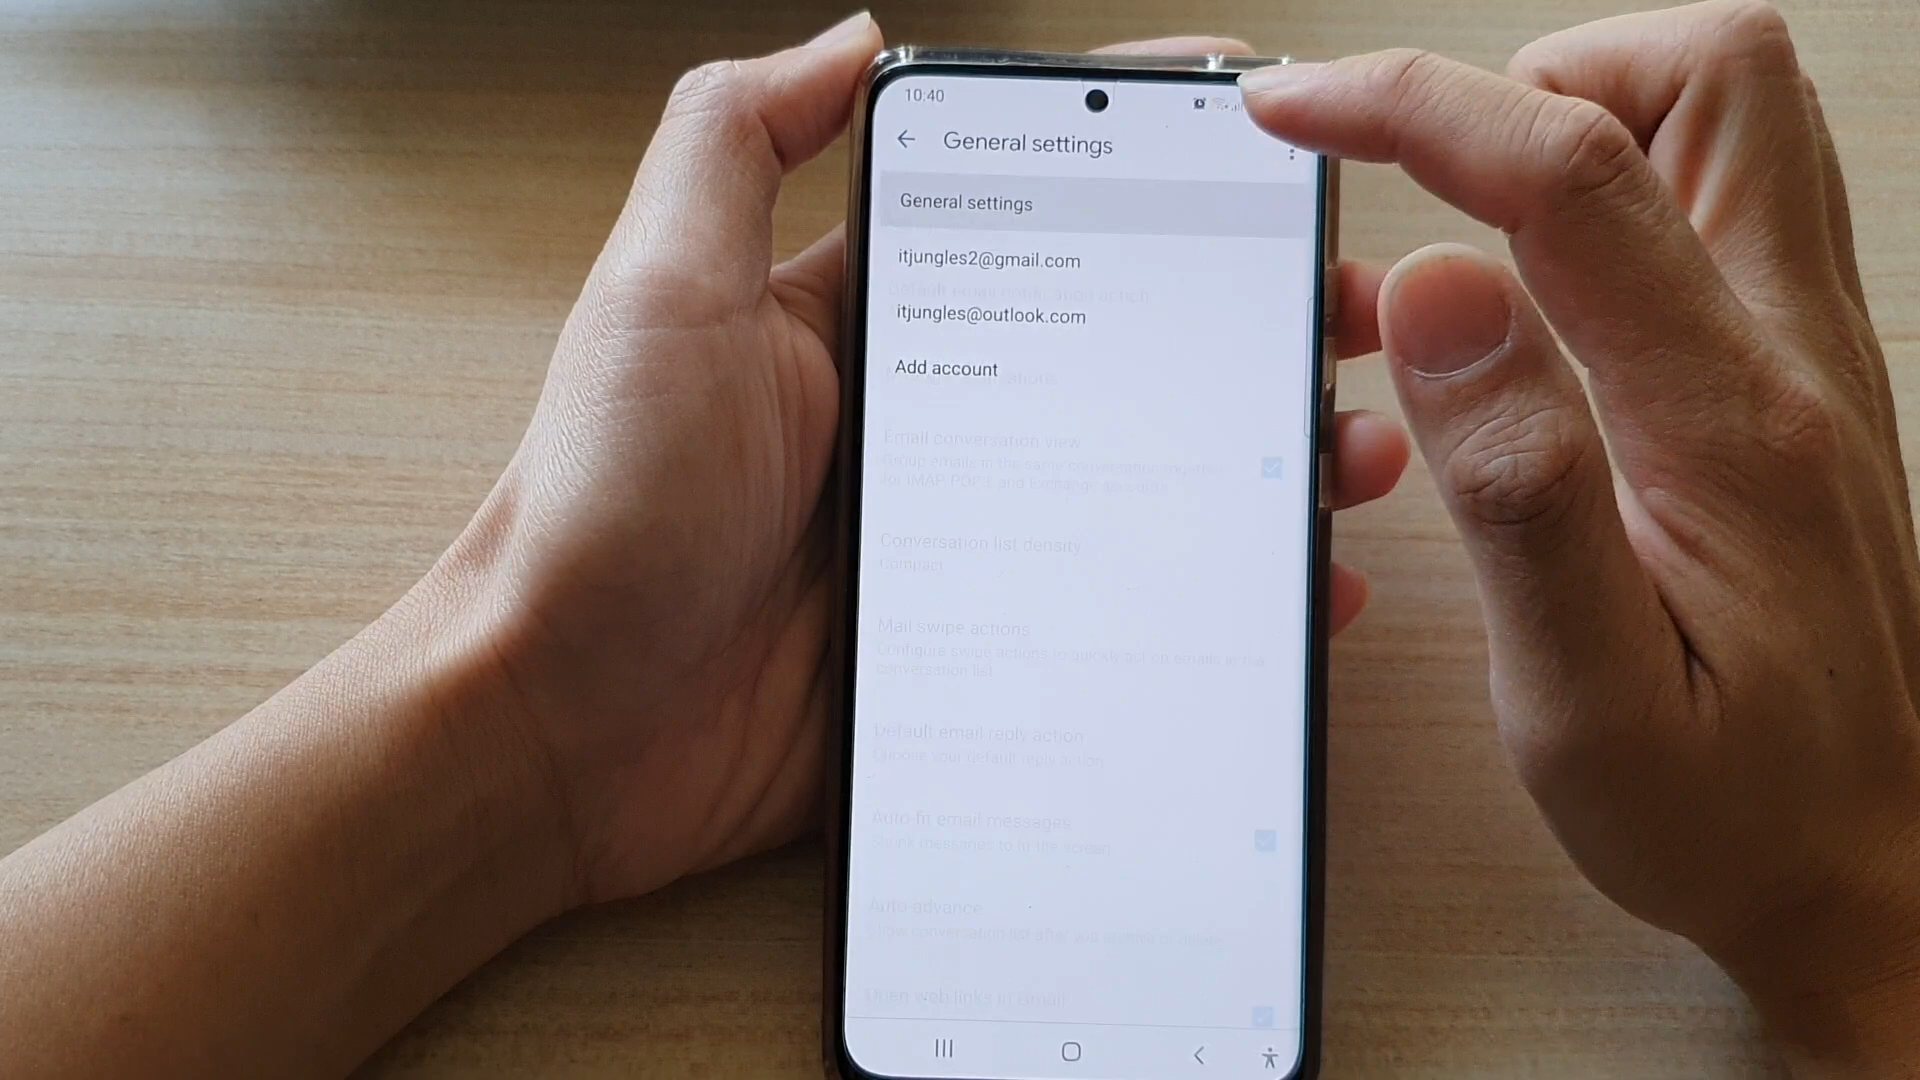 10:40
General settings
General settings
itjungles2@gmail.com
Default email notification action
itjungles@outlook.com
Add account
Email conversation view
Group emails in the same conversation
for IMAP, POP3, and Exchange accounts
Conversation list density
Compact
Mail swipe actions
Configure swipe actions to quickly act on emails in the
conversation list
Default email reply action
Choose your default reply action
Auto-fit email messages
Shrink messages to fit the screen
Auto-advance
Show conversation list after you archive or delete
Open web links in Gmail